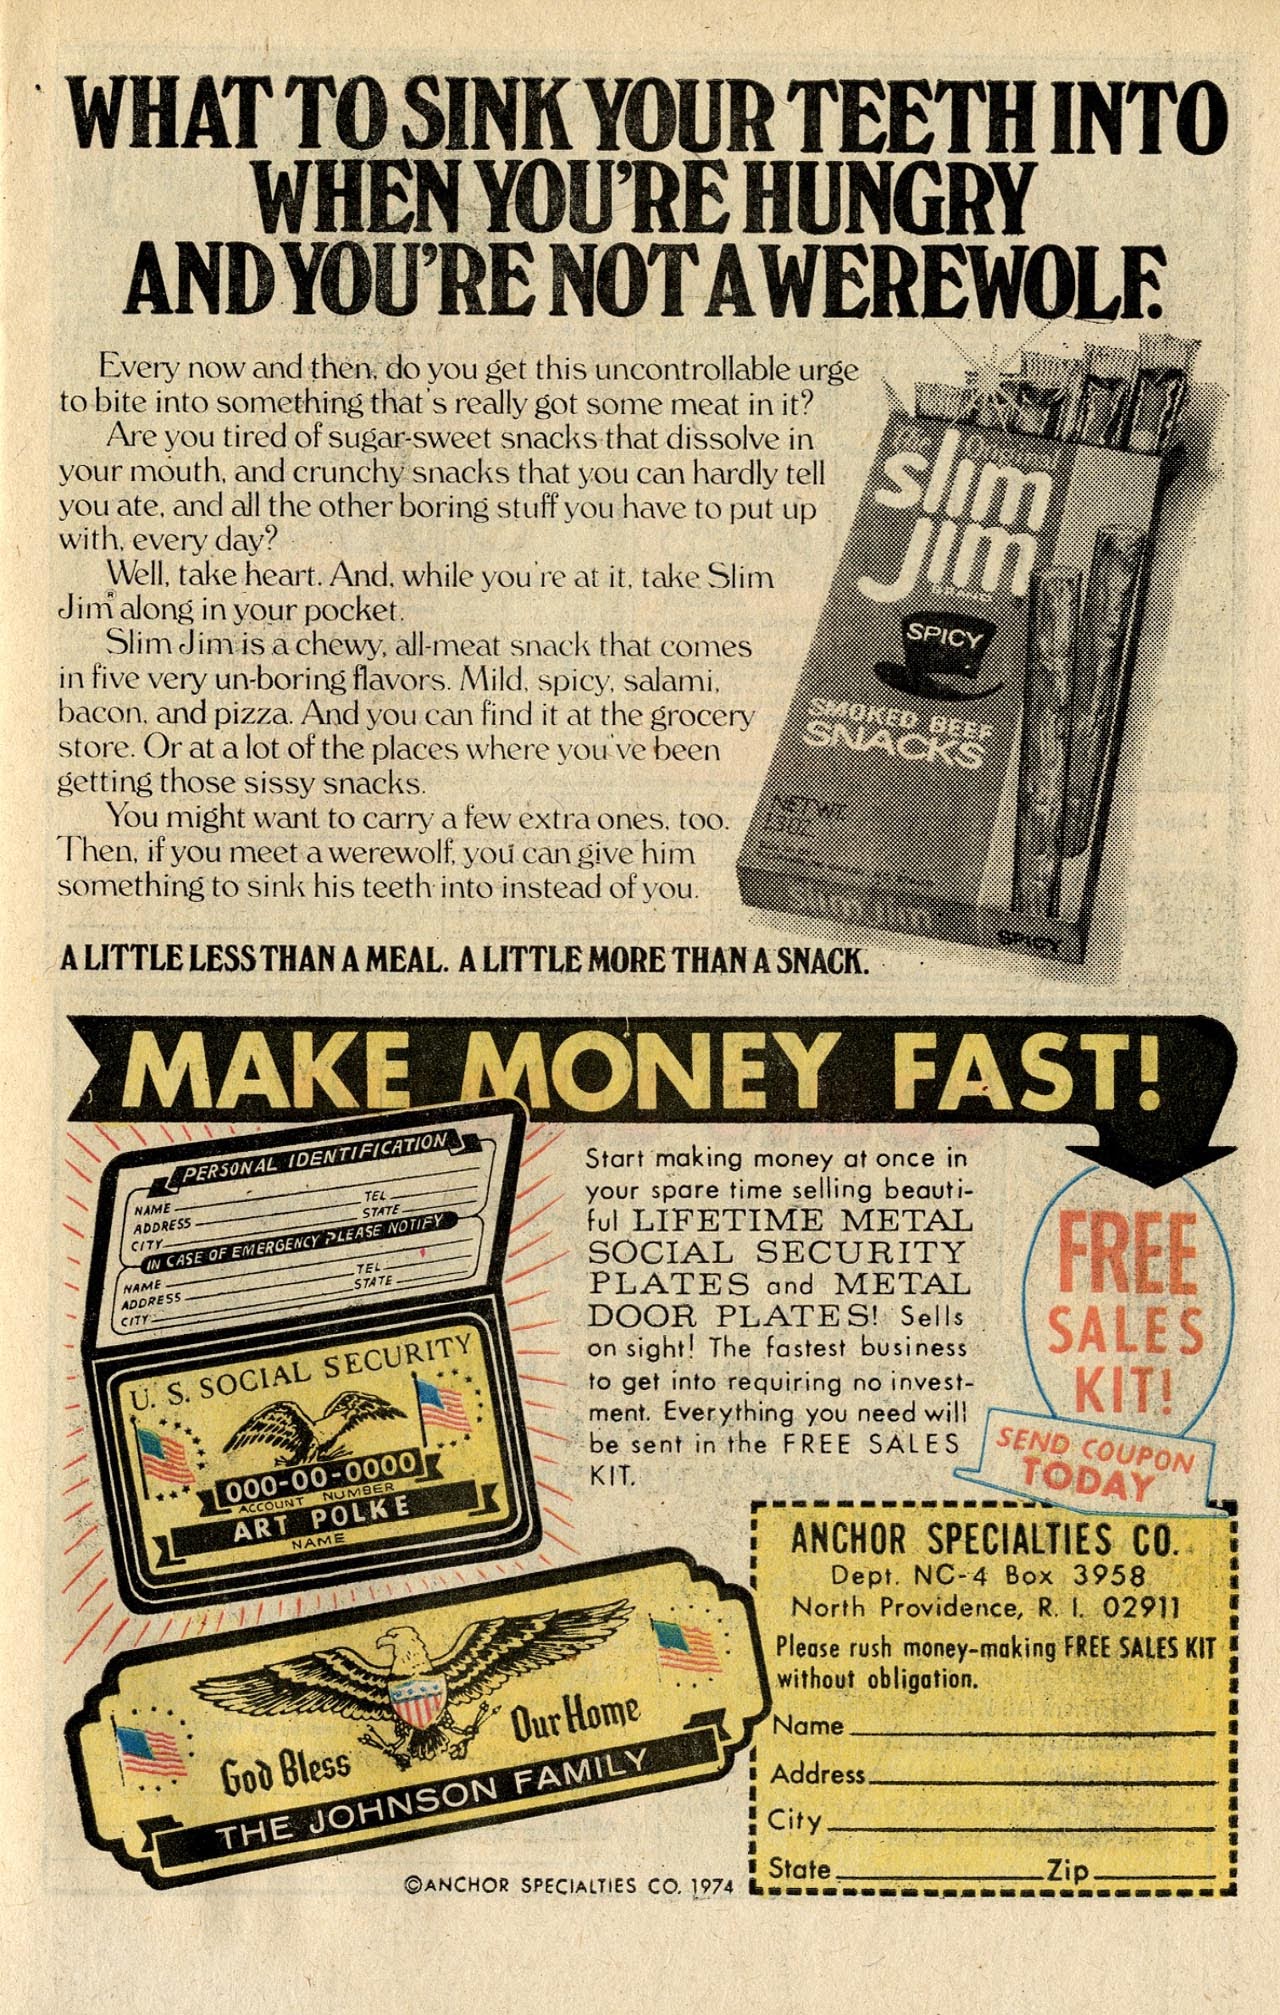 WHAT TO SINK YOUR TEETH INTO
WHEN YOU'RE HUNGRY
AND YOU'RE NOT A WEREWOLF.
Every now and then, do you get this uncontrollable urge
to bite into something that's really got some meat in it?
Are you tired of sugar-sweet snacks that dissolve in
your mouth, and crunchy snacks that you can hardly tell
you ate, and all the other boring stuff you have to put up
with, every day?
Well, take heart. And, while you're at it, take Slim
Jim® along in your pocket.
Slim Jim is a chewy, all-meat snack that comes
in five very un-boring flavors. Mild, spicy, salami,
bacon, and pizza. And you can find it at the grocery
store. Or at a lot of the places where you've been
getting those sissy snacks.
You might want to carry a few extra ones, too.
Then, if you meet a werewolf, you can give him
something to sink his teeth into instead of you.
A LITTLE LESS THAN A MEAL. A LITTLE MORE THAN A SNACK.
slim
jim
BRAND
SPICY
SMOKED BEEF
SNACKS
NET WT.
SPICY
MAKE MONEY FAST!
PERSONAL IDENTIFICATION
NAME TEL
ADDRESS STATE
CITY
IN CASE OF EMERGENCY PLEASE NOTIFY
NAME TEL
ADDRESS STATE
CITY
U. S. SOCIAL SECURITY
000-00-0000
ACCOUNT NUMBER
ART POLKE
NAME
Start making money at once in
your spare time selling beauti-
ful LIFETIME METAL
SOCIAL SECURITY
PLATES and METAL
DOOR PLATES! Sells
on sight! The fastest business
to get into requiring no invest-
ment. Everything you need will
be sent in the FREE SALES
KIT.
FREE
SALES
KIT!
SEND COUPON
TODAY
God Bless Our Home
THE JOHNSON FAMILY
©ANCHOR SPECIALTIES CO. 1974
ANCHOR SPECIALTIES CO.
Dept. NC-4 Box 3958
North Providence, R. I. 02911
Please rush money-making FREE SALES KIT
without obligation.
Name
Address
City
State Zip